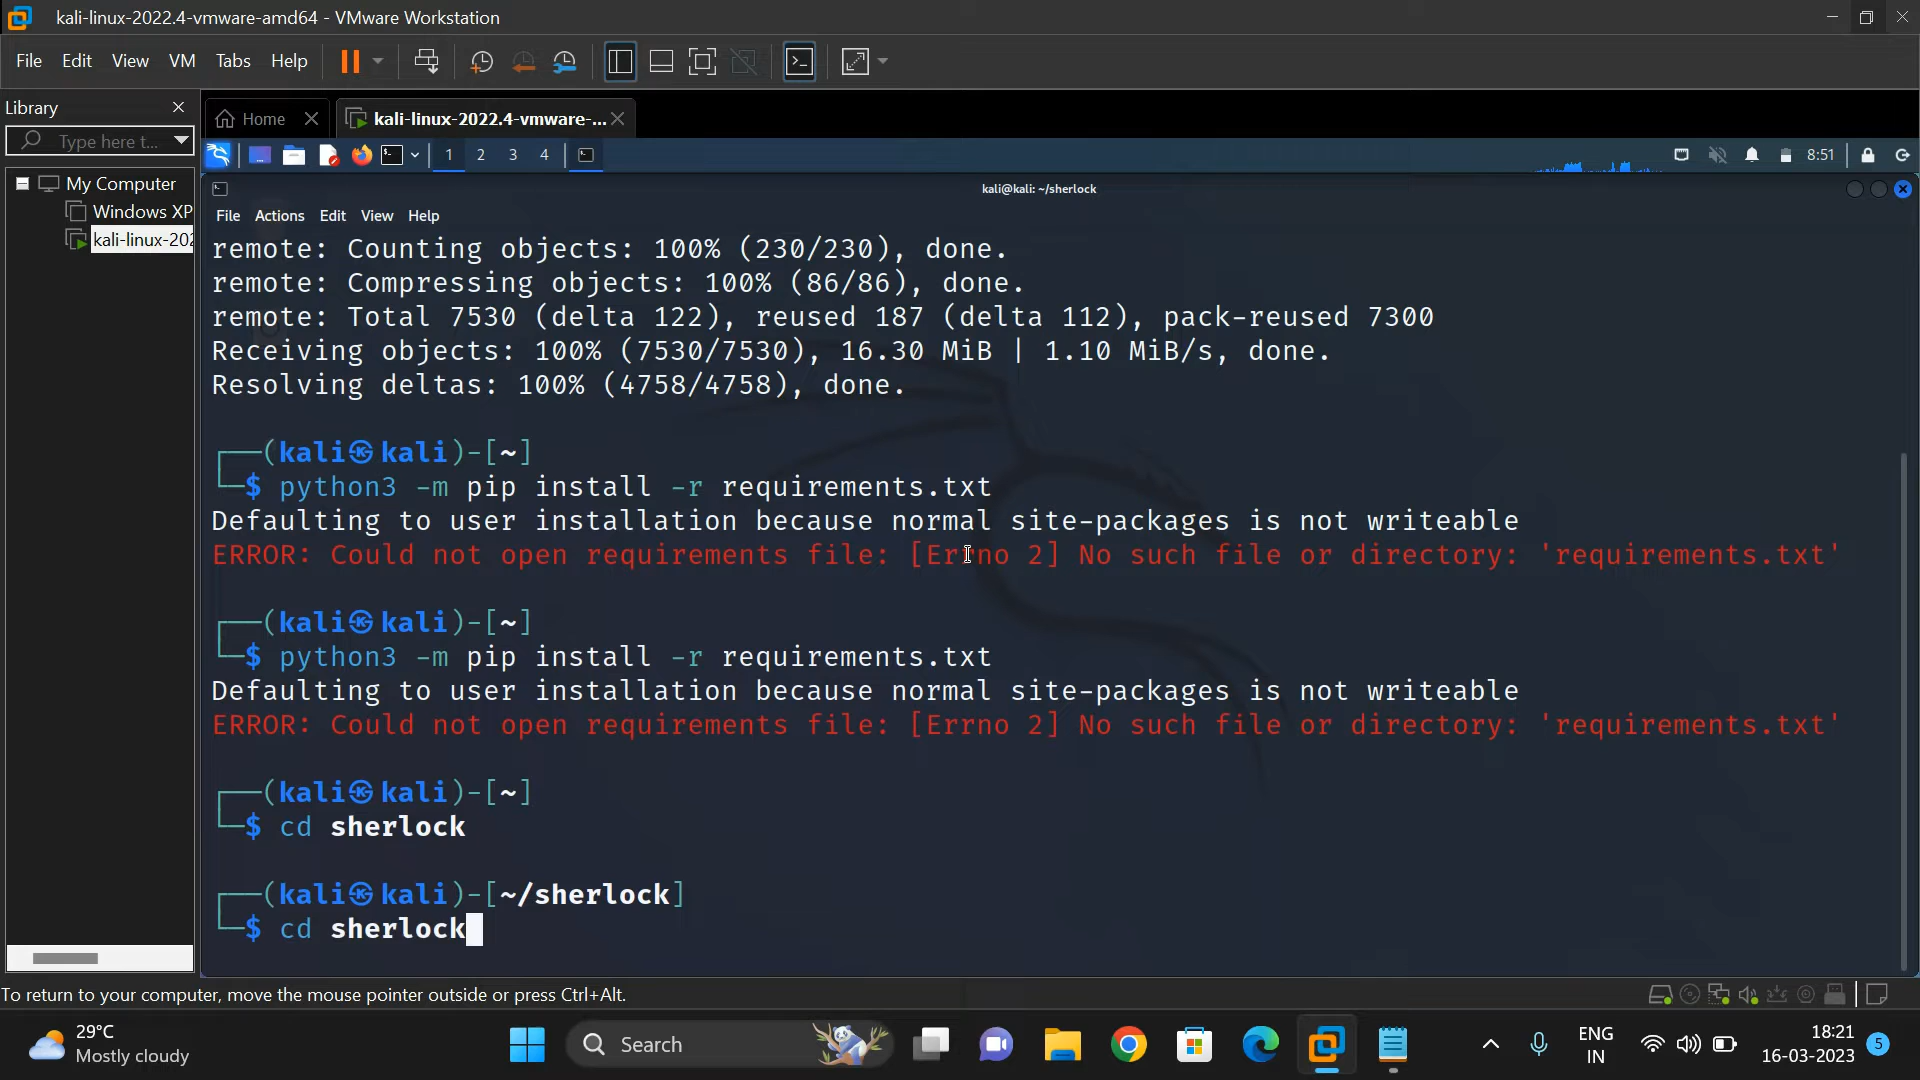 kali-linux-2022.4-vmware-amd64 - VMware Workstation
File Edit View VM Tabs Help
Library
Type here t...
My Computer
Windows XP
kali-linux-202
Home
kali-linux-2022.4-vmware-...
1 2 3 4
8:51
kali@kali: ~/sherlock
File Actions Edit View Help
remote: Counting objects: 100% (230/230), done.
remote: Compressing objects: 100% (86/86), done.
remote: Total 7530 (delta 122), reused 187 (delta 112), pack-reused 7300
Receiving objects: 100% (7530/7530), 16.30 MiB | 1.10 MiB/s, done.
Resolving deltas: 100% (4758/4758), done.
┌──(kali㉿kali)-[~]
└─$ python3 -m pip install -r requirements.txt
Defaulting to user installation because normal site-packages is not writeable
ERROR: Could not open requirements file: [Errno 2] No such file or directory: 'requirements.txt'
┌──(kali㉿kali)-[~]
└─$ python3 -m pip install -r requirements.txt
Defaulting to user installation because normal site-packages is not writeable
ERROR: Could not open requirements file: [Errno 2] No such file or directory: 'requirements.txt'
┌──(kali㉿kali)-[~]
└─$ cd sherlock
┌──(kali㉿kali)-[~/sherlock]
└─$ cd sherlock
To return to your computer, move the mouse pointer outside or press Ctrl+Alt.
29°C
Mostly cloudy
Search
ENG
IN
18:21
16-03-2023
5